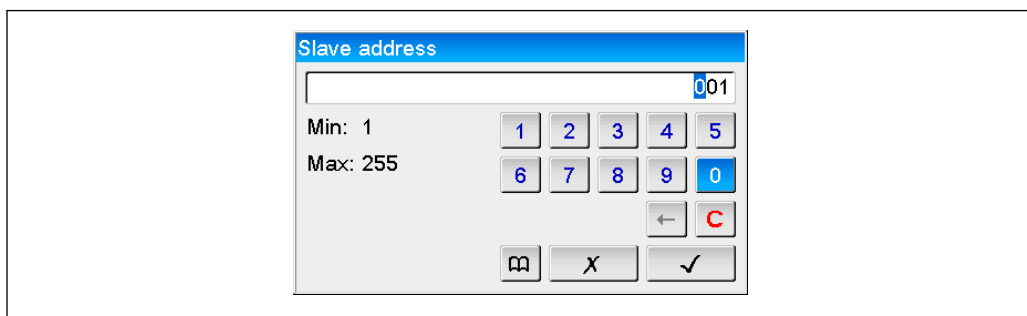 Slave address
001
Min: 1
Max: 255
1 2 3 4 5
6 7 8 9 0
← C
X ✓